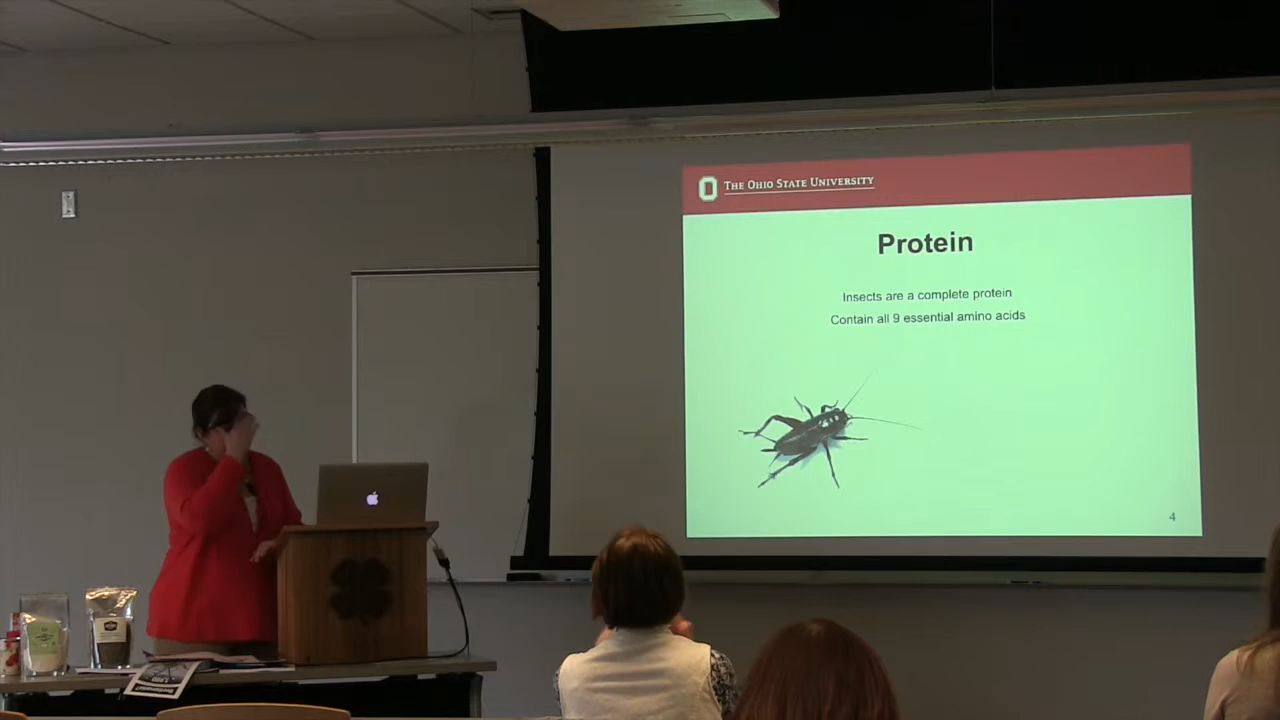 THE OHIO STATE UNIVERSITY
Protein
Insects are a complete protein
Contain all 9 essential amino acids
4